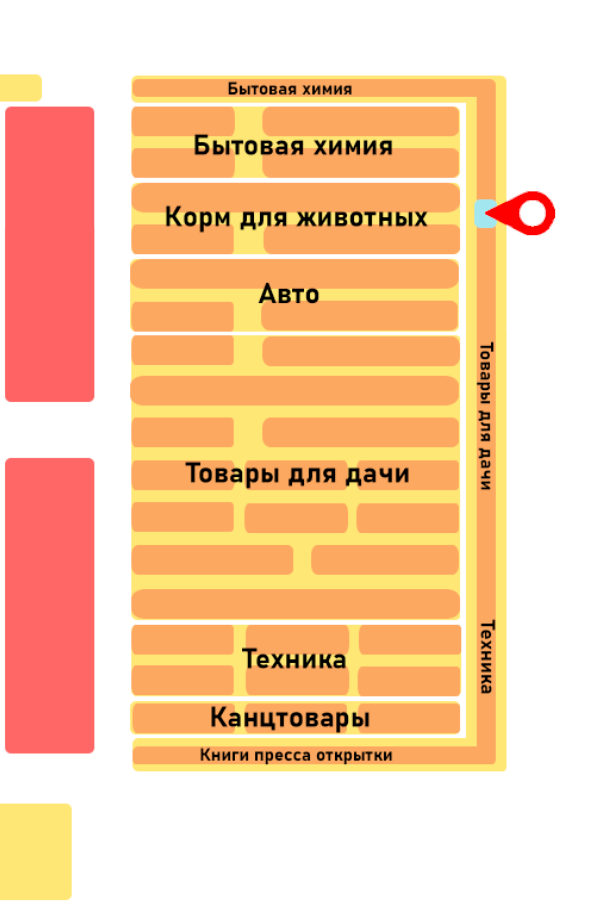 Бытовая химия
Бытовая химия
Корм для животных
Авто
Товары для дачи
Товары для дачи
Техника
Техника
Канцтовары
Книги пресса открытки